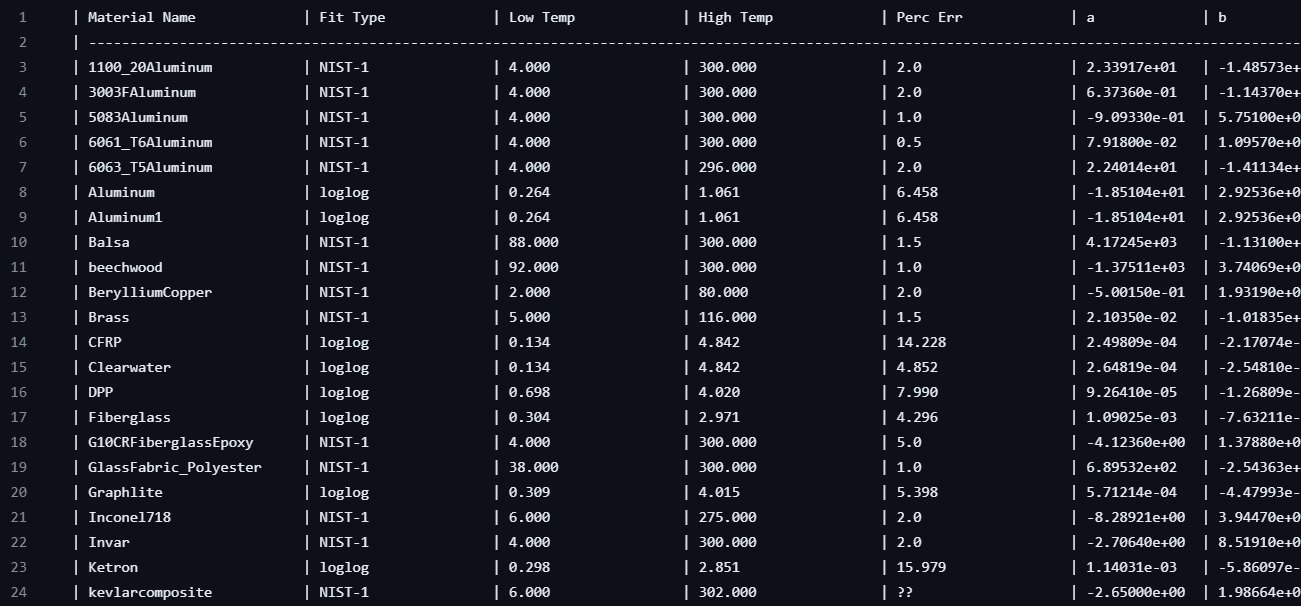 1 | Material Name | Fit Type | Low Temp | High Temp | Perc Err | a | b
2 | ----------------------------------------------------------------------------------------------------------------------------------------------------
3 | 1100_20Aluminum | NIST-1 | 4.000 | 300.000 | 2.0 | 2.33917e+01 | -1.48573e+
4 | 3003FAluminum | NIST-1 | 4.000 | 300.000 | 2.0 | 6.37360e-01 | -1.14370e+
5 | 5083Aluminum | NIST-1 | 4.000 | 300.000 | 1.0 | -9.09330e-01 | 5.75100e+0
6 | 6061_T6Aluminum | NIST-1 | 4.000 | 300.000 | 0.5 | 7.91800e-02 | 1.09570e+0
7 | 6063_T5Aluminum | NIST-1 | 4.000 | 296.000 | 2.0 | 2.24014e+01 | -1.41134e+
8 | Aluminum | loglog | 0.264 | 1.061 | 6.458 | -1.85104e+01 | 2.92536e+0
9 | Aluminum1 | loglog | 0.264 | 1.061 | 6.458 | -1.85104e+01 | 2.92536e+0
10 | Balsa | NIST-1 | 88.000 | 300.000 | 1.5 | 4.17245e+03 | -1.13100e+
11 | beechwood | NIST-1 | 92.000 | 300.000 | 1.0 | -1.37511e+03 | 3.74069e+0
12 | BerylliumCopper | NIST-1 | 2.000 | 80.000 | 2.0 | -5.00150e-01 | 1.93190e+0
13 | Brass | NIST-1 | 5.000 | 116.000 | 1.5 | 2.10350e-02 | -1.01835e+
14 | CFRP | loglog | 0.134 | 4.842 | 14.228 | 2.49809e-04 | -2.17074e-
15 | Clearwater | loglog | 0.134 | 4.842 | 4.852 | 2.64819e-04 | -2.54810e-
16 | DPP | loglog | 0.698 | 4.020 | 7.990 | 9.26410e-05 | -1.26809e-
17 | Fiberglass | loglog | 0.304 | 2.971 | 4.296 | 1.09025e-03 | -7.63211e-
18 | G10CRFiberglassEpoxy | NIST-1 | 4.000 | 300.000 | 5.0 | -4.12360e+00 | 1.37880e+0
19 | GlassFabric_Polyester | NIST-1 | 38.000 | 300.000 | 1.0 | 6.89532e+02 | -2.54363e+
20 | Graphlite | loglog | 0.309 | 4.015 | 5.398 | 5.71214e-04 | -4.47993e-
21 | Inconel718 | NIST-1 | 6.000 | 275.000 | 2.0 | -8.28921e+00 | 3.94470e+0
22 | Invar | NIST-1 | 4.000 | 300.000 | 2.0 | -2.70640e+00 | 8.51910e+0
23 | Ketron | loglog | 0.298 | 2.851 | 15.979 | 1.14031e-03 | -5.86097e-
24 | kevlarcomposite | NIST-1 | 6.000 | 302.000 | ?? | -2.65000e+00 | 1.98664e+0